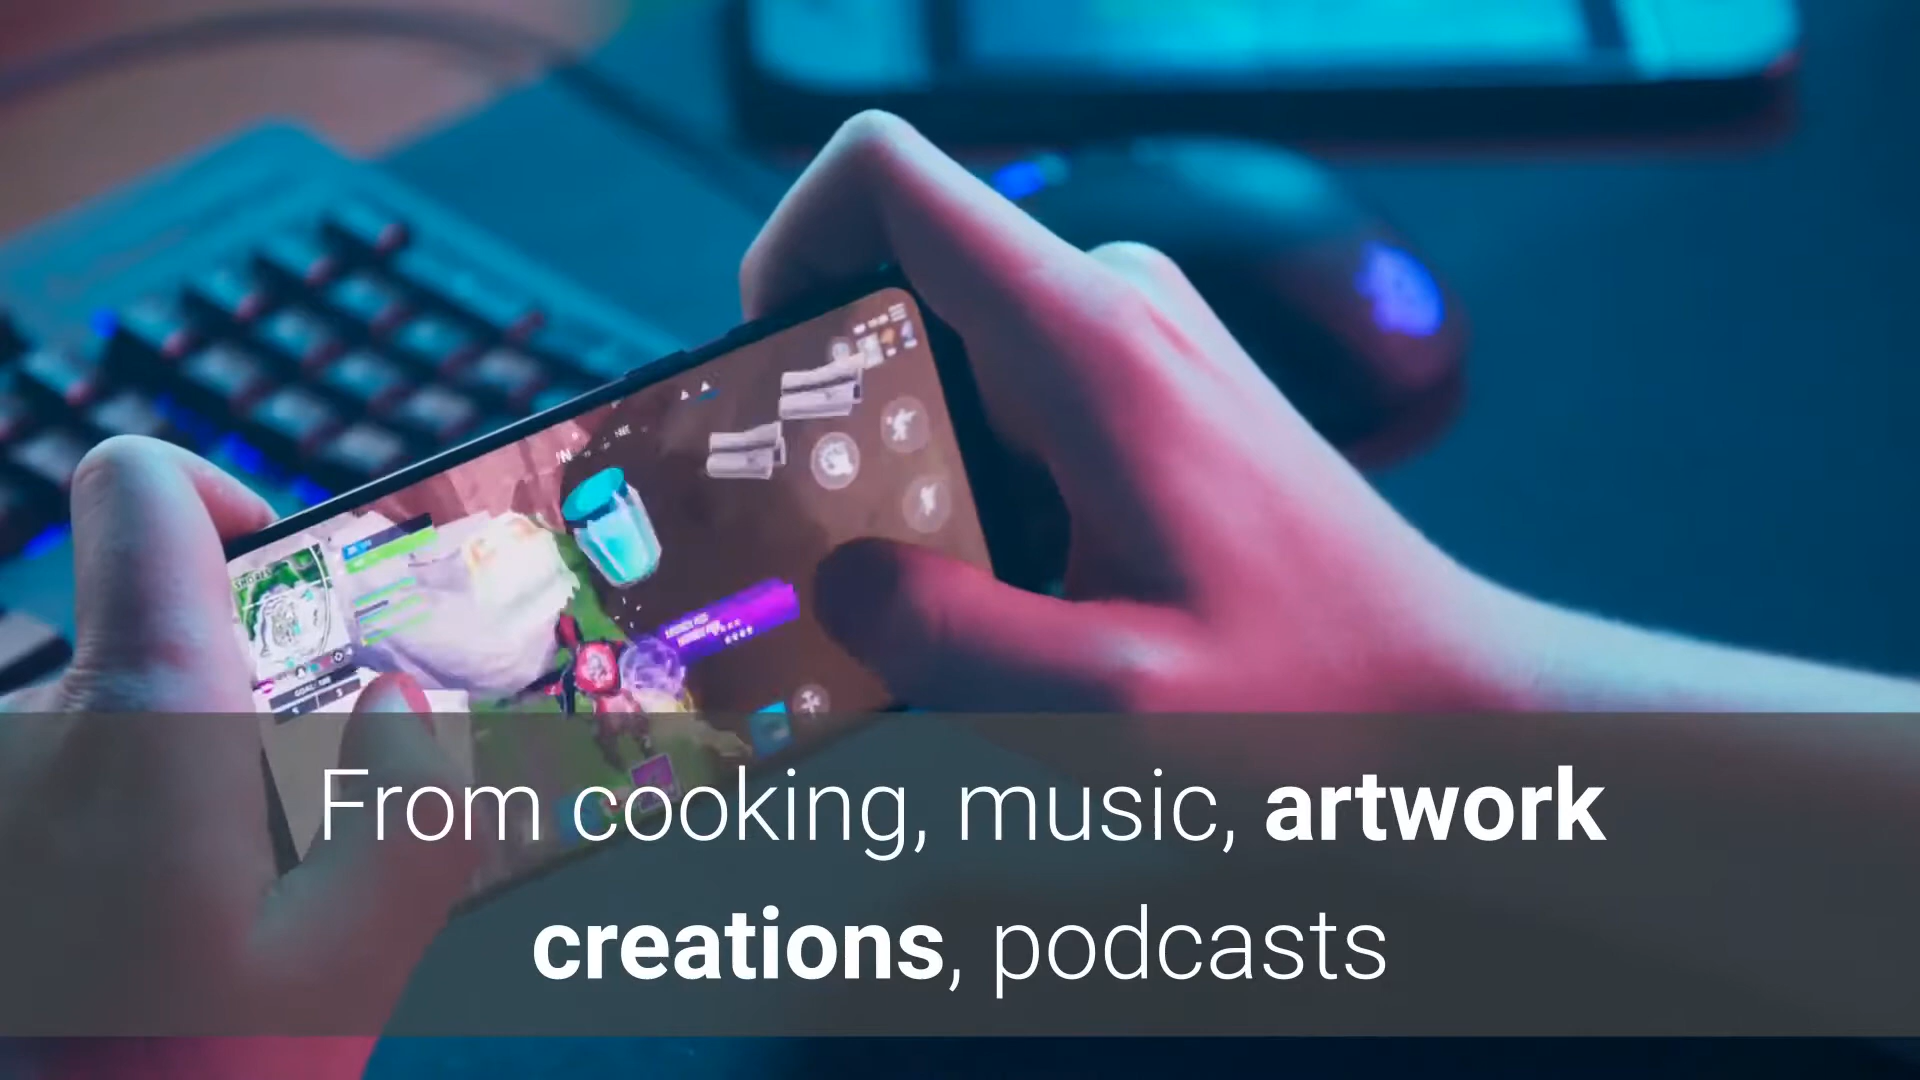 From cooking, music, artwork
creations, podcasts